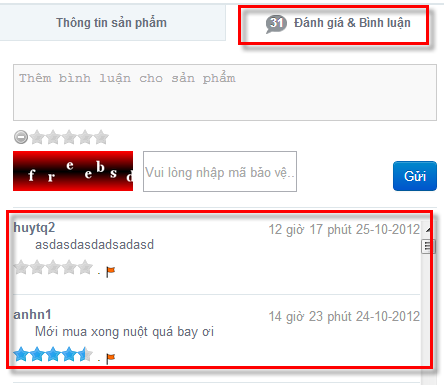 Thông tin sản phẩm
31 Đánh giá & Bình luận
Thêm bình luận cho sản phẩm
freebsd
Vui lòng nhập mã bảo vệ..
Gửi
huytq2 12 giờ 17 phút 25-10-2012
asdasdasdadsadasd
anhn1 14 giờ 23 phút 24-10-2012
Mới mua xong nuột quá bay ơi